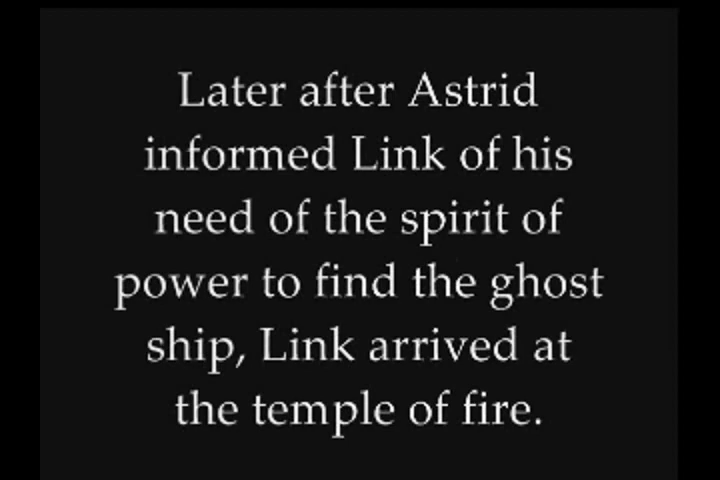 Later after Astrid
informed Link of his
need of the spirit of
power to find the ghost
ship, Link arrived at
the temple of fire.